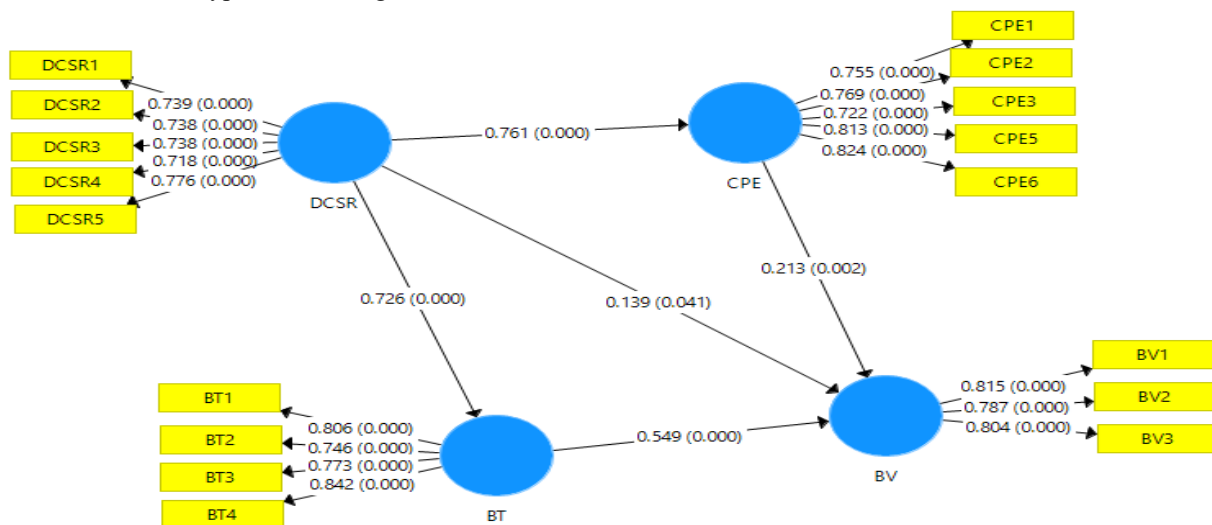 DCSR1
DCSR2
DCSR3
DCSR4
DCSR5
0.739 (0.000)
0.738 (0.000)
0.738 (0.000)
0.718 (0.000)
0.776 (0.000)
DCSR
0.761 (0.000)
CPE1
CPE2
CPE3
CPE5
CPE6
0.755 (0.000)
0.769 (0.000)
0.722 (0.000)
0.813 (0.000)
0.824 (0.000)
CPE
0.726 (0.000)
0.139 (0.041)
0.213 (0.002)
BT1
BT2
BT3
BT4
0.806 (0.000)
0.746 (0.000)
0.773 (0.000)
0.842 (0.000)
BT
0.549 (0.000)
BV1
BV2
BV3
0.815 (0.000)
0.787 (0.000)
0.804 (0.000)
BV